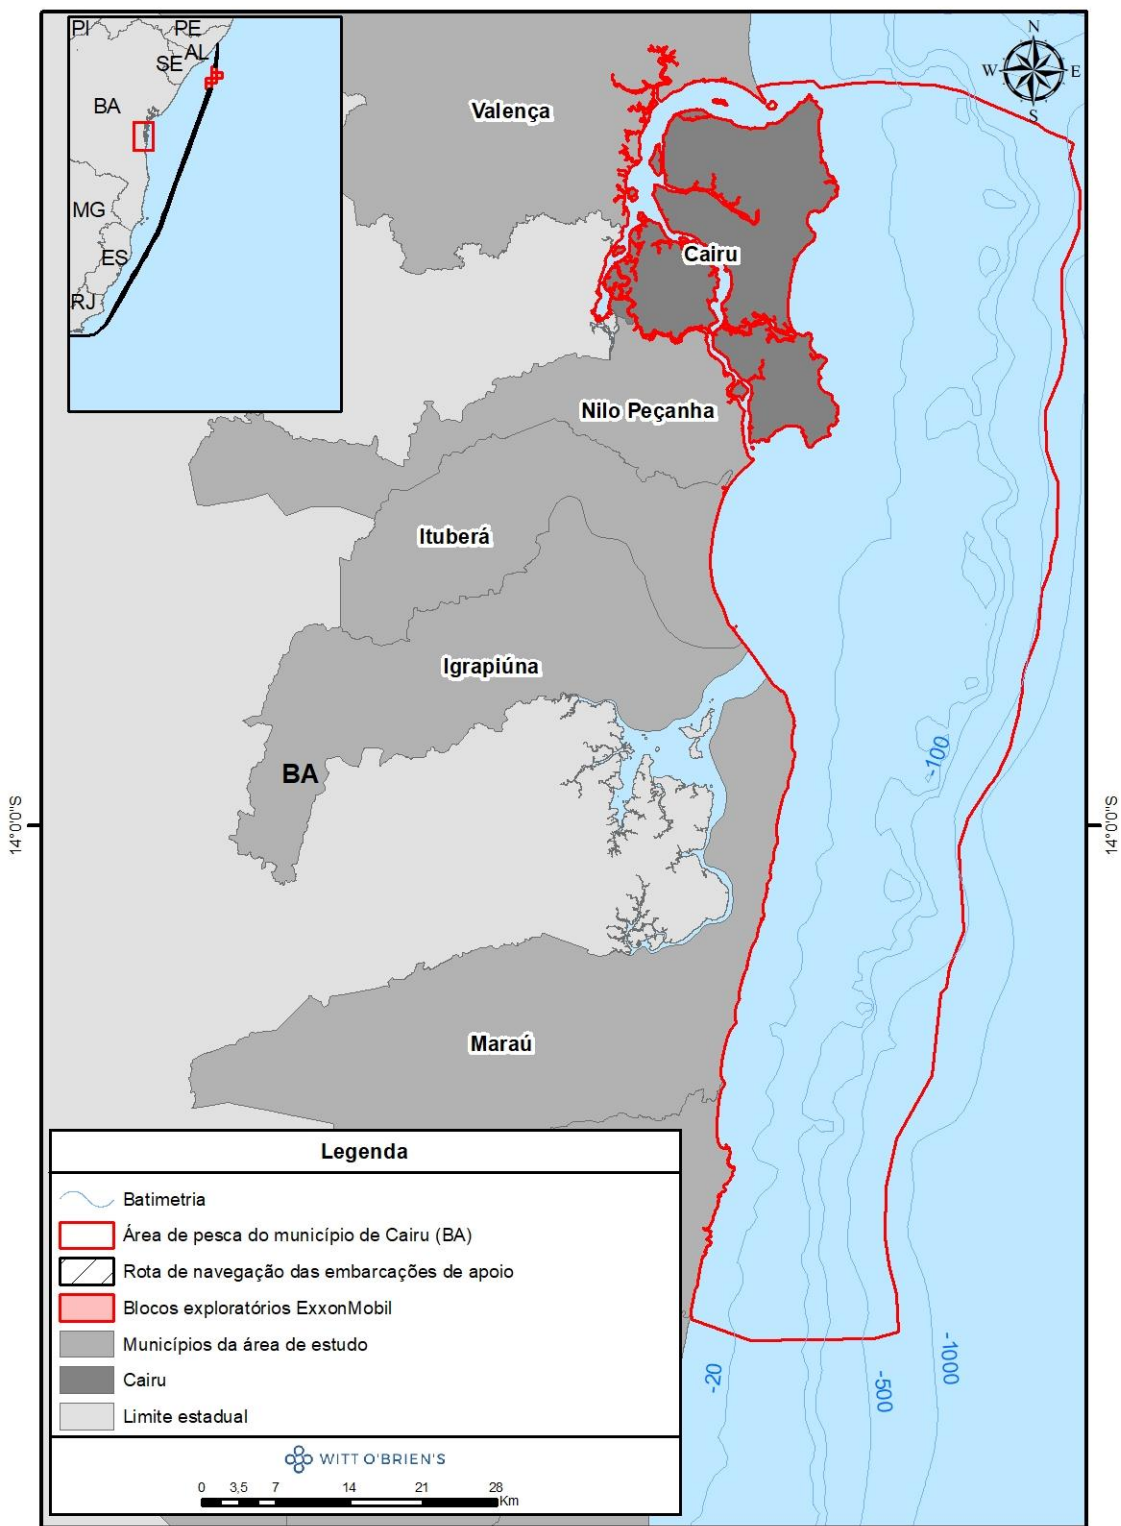 PI
PE
AL
SE
BA
MG
ES
RJ
N
W
E
S
Valença
Cairu
Nilo Peçanha
Ituberá
Igrapiúna
BA
-100
14°0'0"S
14°0'0"S
Maraú
-20
-500
-1000
Legenda
Batimetria
Área de pesca do município de Cairu (BA)
Rota de navegação das embarcações de apoio
Blocos exploratórios ExxonMobil
Municípios da área de estudo
Cairu
Limite estadual
WITT O'BRIEN'S
0 3,5 7 14 21 28
Km